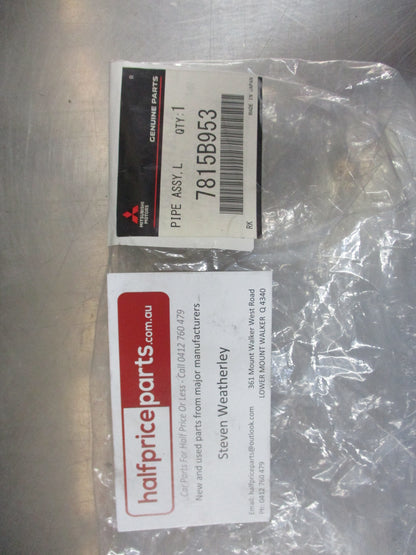 GENUINE PARTS
®
MITSUBISHI
MOTORS
PIPE ASSY,L QTY:1
7815B953
MADE IN JAPAN
RK
halfpriceparts.com.au
Car Parts For Half Price Or Less - Call 0412 760 479
New and used parts from major manufacturers ...
Steven Weatherley
Email: halfpriceparts@outlook.com 361 Mount Walker West Road
Ph: 0412 760 479 LOWER MOUNT WALKER Q 4340